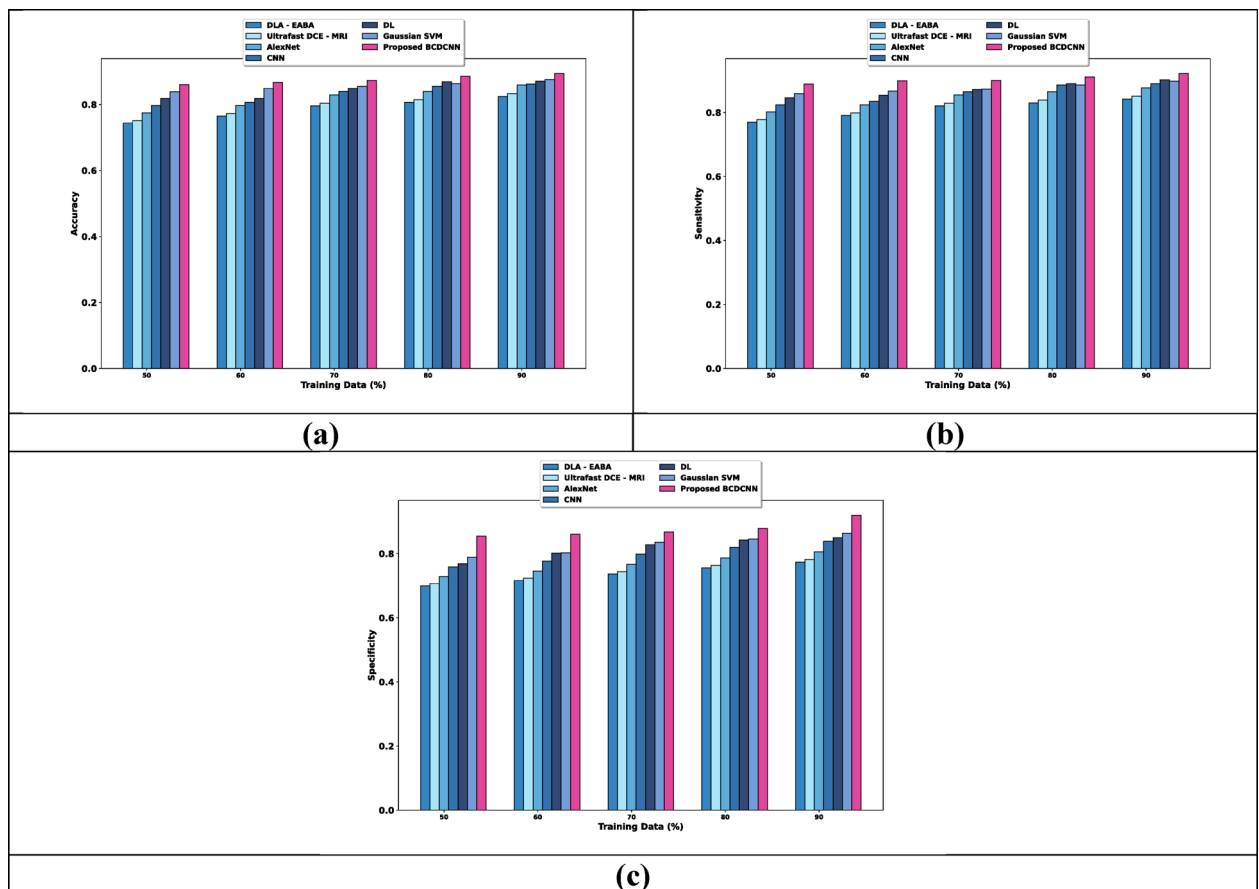 DLA - EABA DL
Ultrafast DCE - MRI Gaussian SVM
AlexNet Proposed BCDCNN
CNN
Accuracy
0.8
0.6
0.4
0.2
0.0
50 60 70 80 90
Training Data (%)
(a)
DLA - EABA DL
Ultrafast DCE - MRI Gaussian SVM
AlexNet Proposed BCDCNN
CNN
Sensitivity
0.8
0.6
0.4
0.2
0.0
50 60 70 80 90
Training Data (%)
(b)
DLA - EABA DL
Ultrafast DCE - MRI Gaussian SVM
AlexNet Proposed BCDCNN
CNN
Specificity
0.8
0.6
0.4
0.2
0.0
50 60 70 80 90
Training Data (%)
(c)